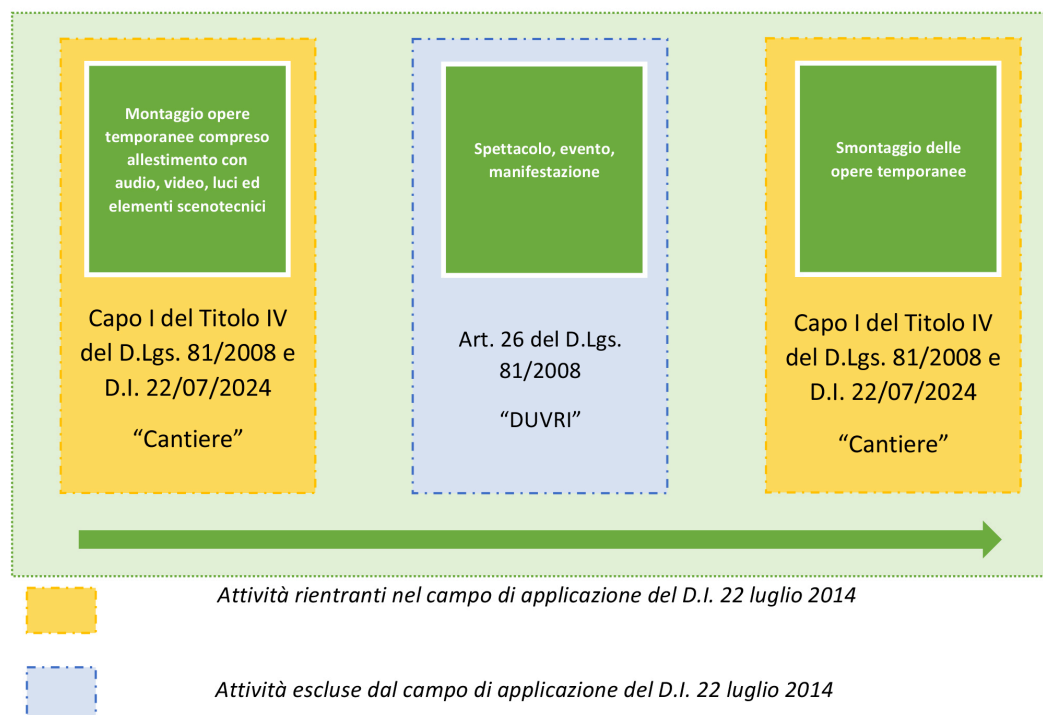 Montaggio opere
temporanee compreso
allestimento con
audio, video, luci ed
elementi scenotecnici
Capo I del Titolo IV
del D.Lgs. 81/2008 e
D.I. 22/07/2024
“Cantiere”
Spettacolo, evento,
manifestazione
Art. 26 del D.Lgs.
81/2008
“DUVRI”
Smontaggio delle
opere temporanee
Capo I del Titolo IV
del D.Lgs. 81/2008 e
D.I. 22/07/2024
“Cantiere”
Attività rientranti nel campo di applicazione del D.I. 22 luglio 2014
Attività escluse dal campo di applicazione del D.I. 22 luglio 2014